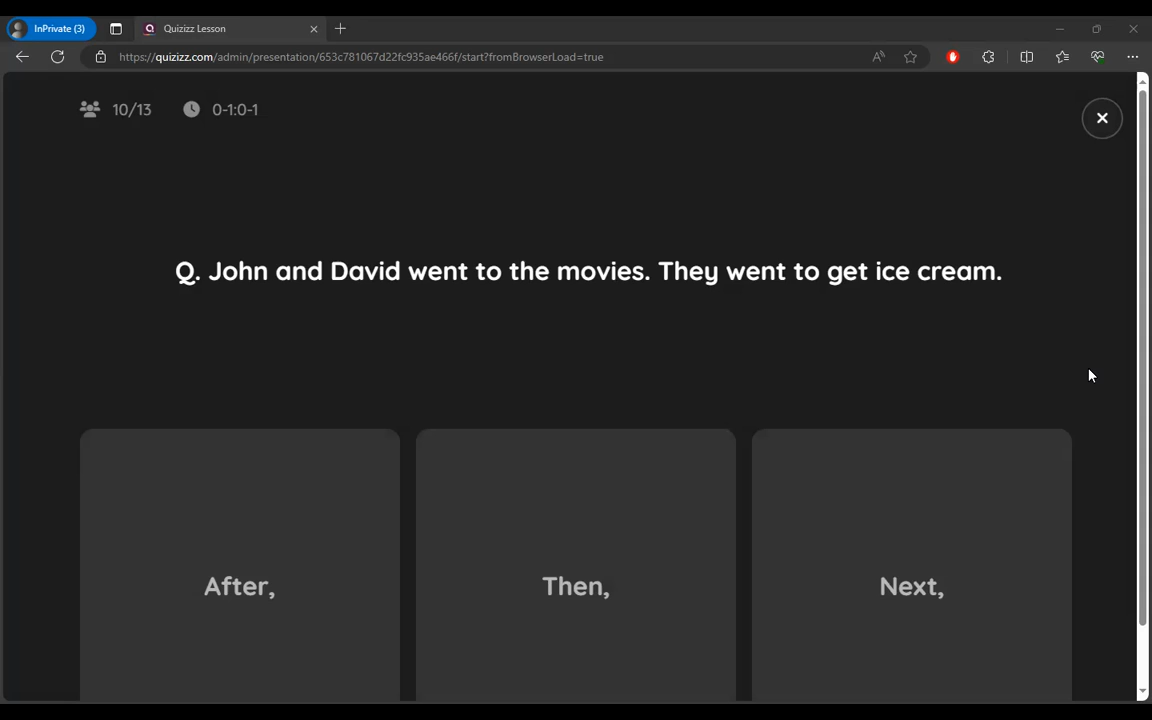 InPrivate (3)
Quizizz Lesson
https://quizizz.com/admin/presentation/653c781067d22fc935ae466f/start?fromBrowserLoad=true
10/13 0-1:0-1
Q. John and David went to the movies. They went to get ice cream.
After,
Then,
Next,